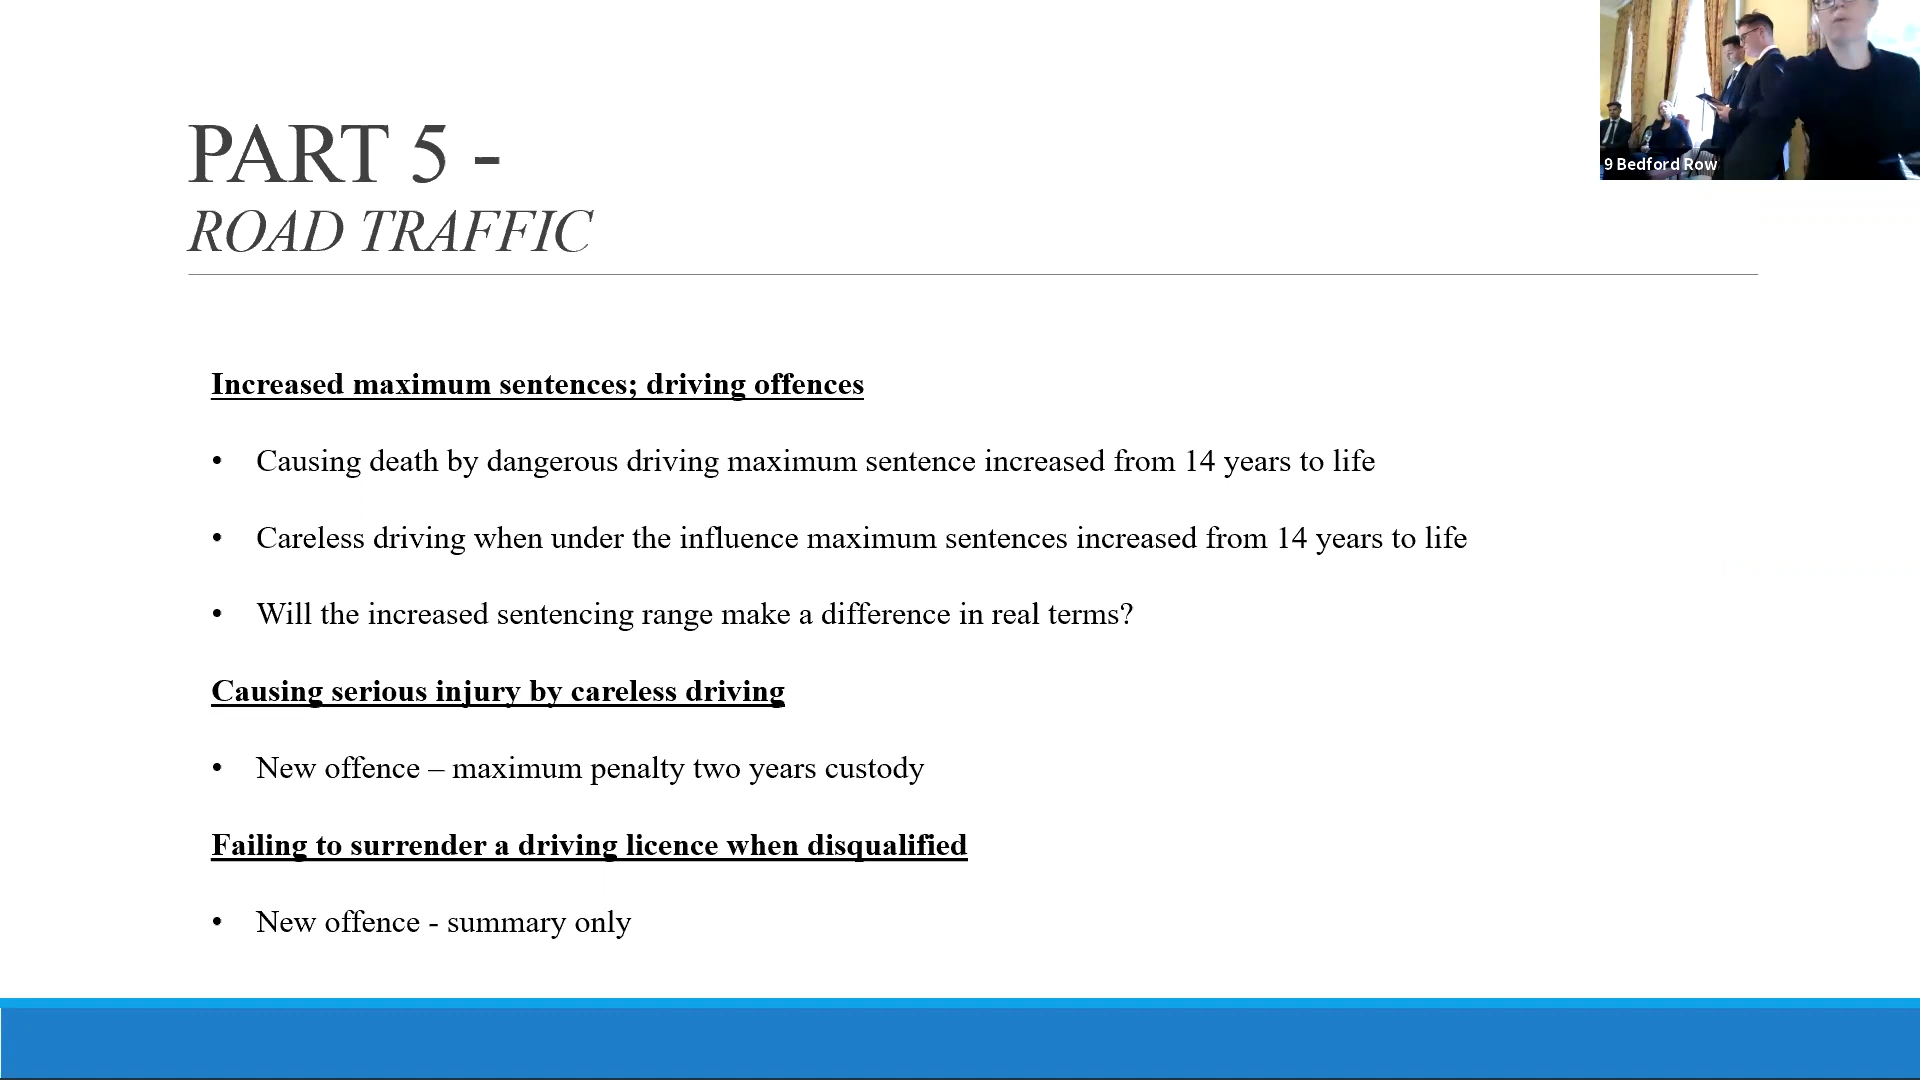 PART 5 -
ROAD TRAFFIC
9 Bedford Row
Increased maximum sentences; driving offences
• Causing death by dangerous driving maximum sentence increased from 14 years to life
• Careless driving when under the influence maximum sentences increased from 14 years to life
• Will the increased sentencing range make a difference in real terms?
Causing serious injury by careless driving
• New offence – maximum penalty two years custody
Failing to surrender a driving licence when disqualified
• New offence - summary only